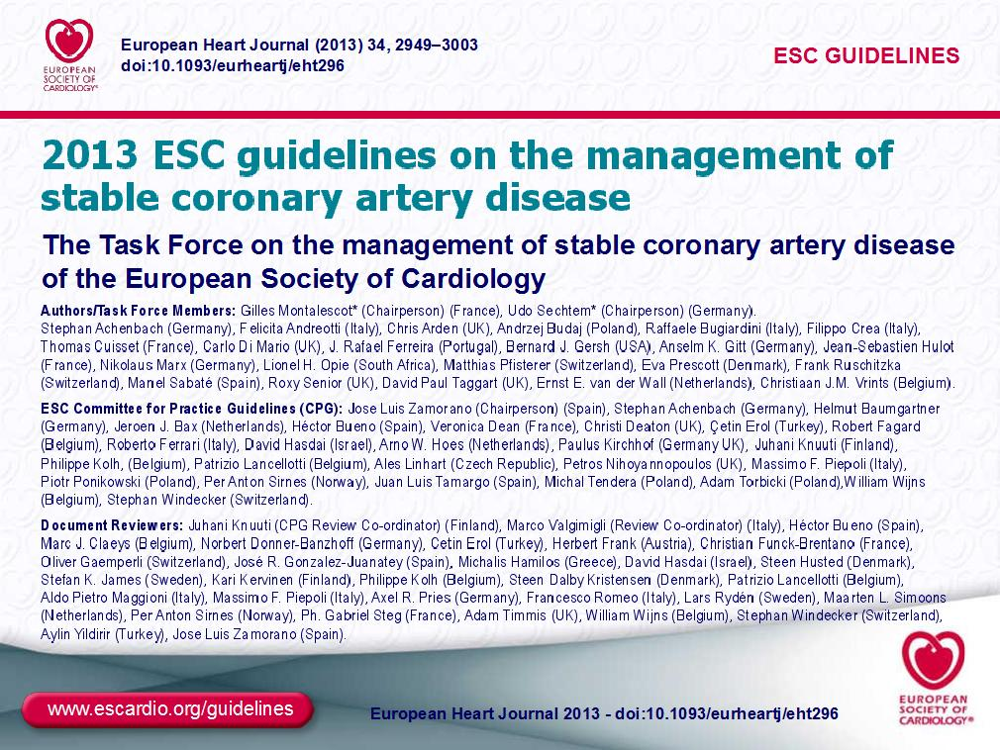 EUROPEAN
SOCIETY OF
CARDIOLOGY®
European Heart Journal (2013) 34, 2949–3003
doi:10.1093/eurheartj/eht296
ESC GUIDELINES
2013 ESC guidelines on the management of
stable coronary artery disease
The Task Force on the management of stable coronary artery disease
of the European Society of Cardiology
Authors/Task Force Members: Gilles Montalescot* (Chairperson) (France), Udo Sechtem* (Chairperson) (Germany).
Stephan Achenbach (Germany), Felicita Andreotti (Italy), Chris Arden (UK), Andrzej Budaj (Poland), Raffaele Bugiardini (Italy), Filippo Crea (Italy),
Thomas Cuisset (France), Carlo Di Mario (UK), J. Rafael Ferreira (Portugal), Bernard J. Gersh (USA), Anselm K. Gitt (Germany), Jean-Sebastien Hulot
(France), Nikolaus Marx (Germany), Lionel H. Opie (South Africa), Matthias Pfisterer (Switzerland), Eva Prescott (Denmark), Frank Ruschitzka
(Switzerland), Manel Sabaté (Spain), Roxy Senior (UK), David Paul Taggart (UK), Ernst E. van der Wall (Netherlands), Christiaan J.M. Vrints (Belgium).
ESC Committee for Practice Guidelines (CPG): Jose Luis Zamorano (Chairperson) (Spain), Stephan Achenbach (Germany), Helmut Baumgartner
(Germany), Jeroen J. Bax (Netherlands), Héctor Bueno (Spain), Veronica Dean (France), Christi Deaton (UK), Çetin Erol (Turkey), Robert Fagard
(Belgium), Roberto Ferrari (Italy), David Hasdai (Israel), Arno W. Hoes (Netherlands), Paulus Kirchhof (Germany UK), Juhani Knuuti (Finland),
Philippe Kolh, (Belgium), Patrizio Lancellotti (Belgium), Ales Linhart (Czech Republic), Petros Nihoyannopoulos (UK), Massimo F. Piepoli (Italy),
Piotr Ponikowski (Poland), Per Anton Sirnes (Norway), Juan Luis Tamargo (Spain), Michal Tendera (Poland), Adam Torbicki (Poland),William Wijns
(Belgium), Stephan Windecker (Switzerland).
Document Reviewers: Juhani Knuuti (CPG Review Co-ordinator) (Finland), Marco Valgimigli (Review Co-ordinator) (Italy), Héctor Bueno (Spain),
Marc J. Claeys (Belgium), Norbert Donner-Banzhoff (Germany), Cetin Erol (Turkey), Herbert Frank (Austria), Christian Funck-Brentano (France),
Oliver Gaemperli (Switzerland), José R. Gonzalez-Juanatey (Spain), Michalis Hamilos (Greece), David Hasdai (Israel), Steen Husted (Denmark),
Stefan K. James (Sweden), Kari Kervinen (Finland), Philippe Kolh (Belgium), Steen Dalby Kristensen (Denmark), Patrizio Lancellotti (Belgium),
Aldo Pietro Maggioni (Italy), Massimo F. Piepoli (Italy), Axel R. Pries (Germany), Francesco Romeo (Italy), Lars Rydén (Sweden), Maarten L. Simoons
(Netherlands), Per Anton Sirnes (Norway), Ph. Gabriel Steg (France), Adam Timmis (UK), William Wijns (Belgium), Stephan Windecker (Switzerland),
Aylin Yildirir (Turkey), Jose Luis Zamorano (Spain).
www.escardio.org/guidelines
European Heart Journal 2013 - doi:10.1093/eurheartj/eht296
EUROPEAN
SOCIETY OF
CARDIOLOGY®